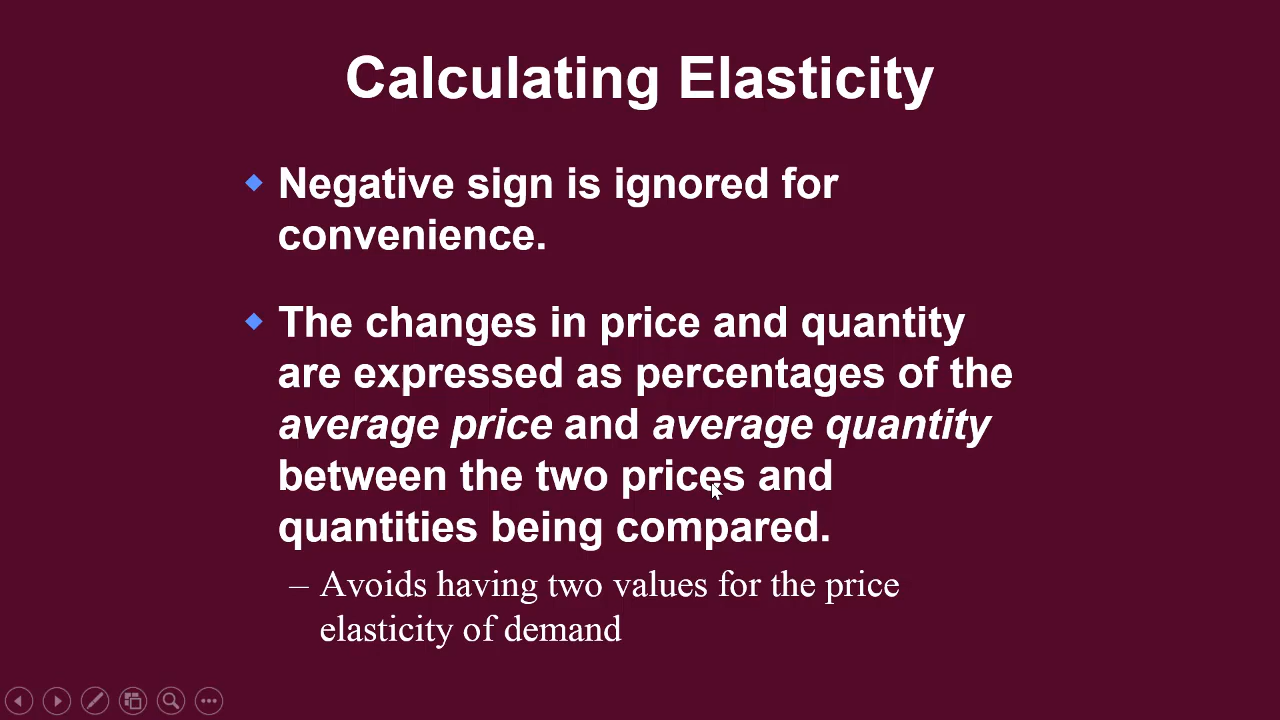 Calculating Elasticity
Negative sign is ignored for
convenience.
The changes in price and quantity
are expressed as percentages of the
average price and average quantity
between the two prices and
quantities being compared.
– Avoids having two values for the price
elasticity of demand